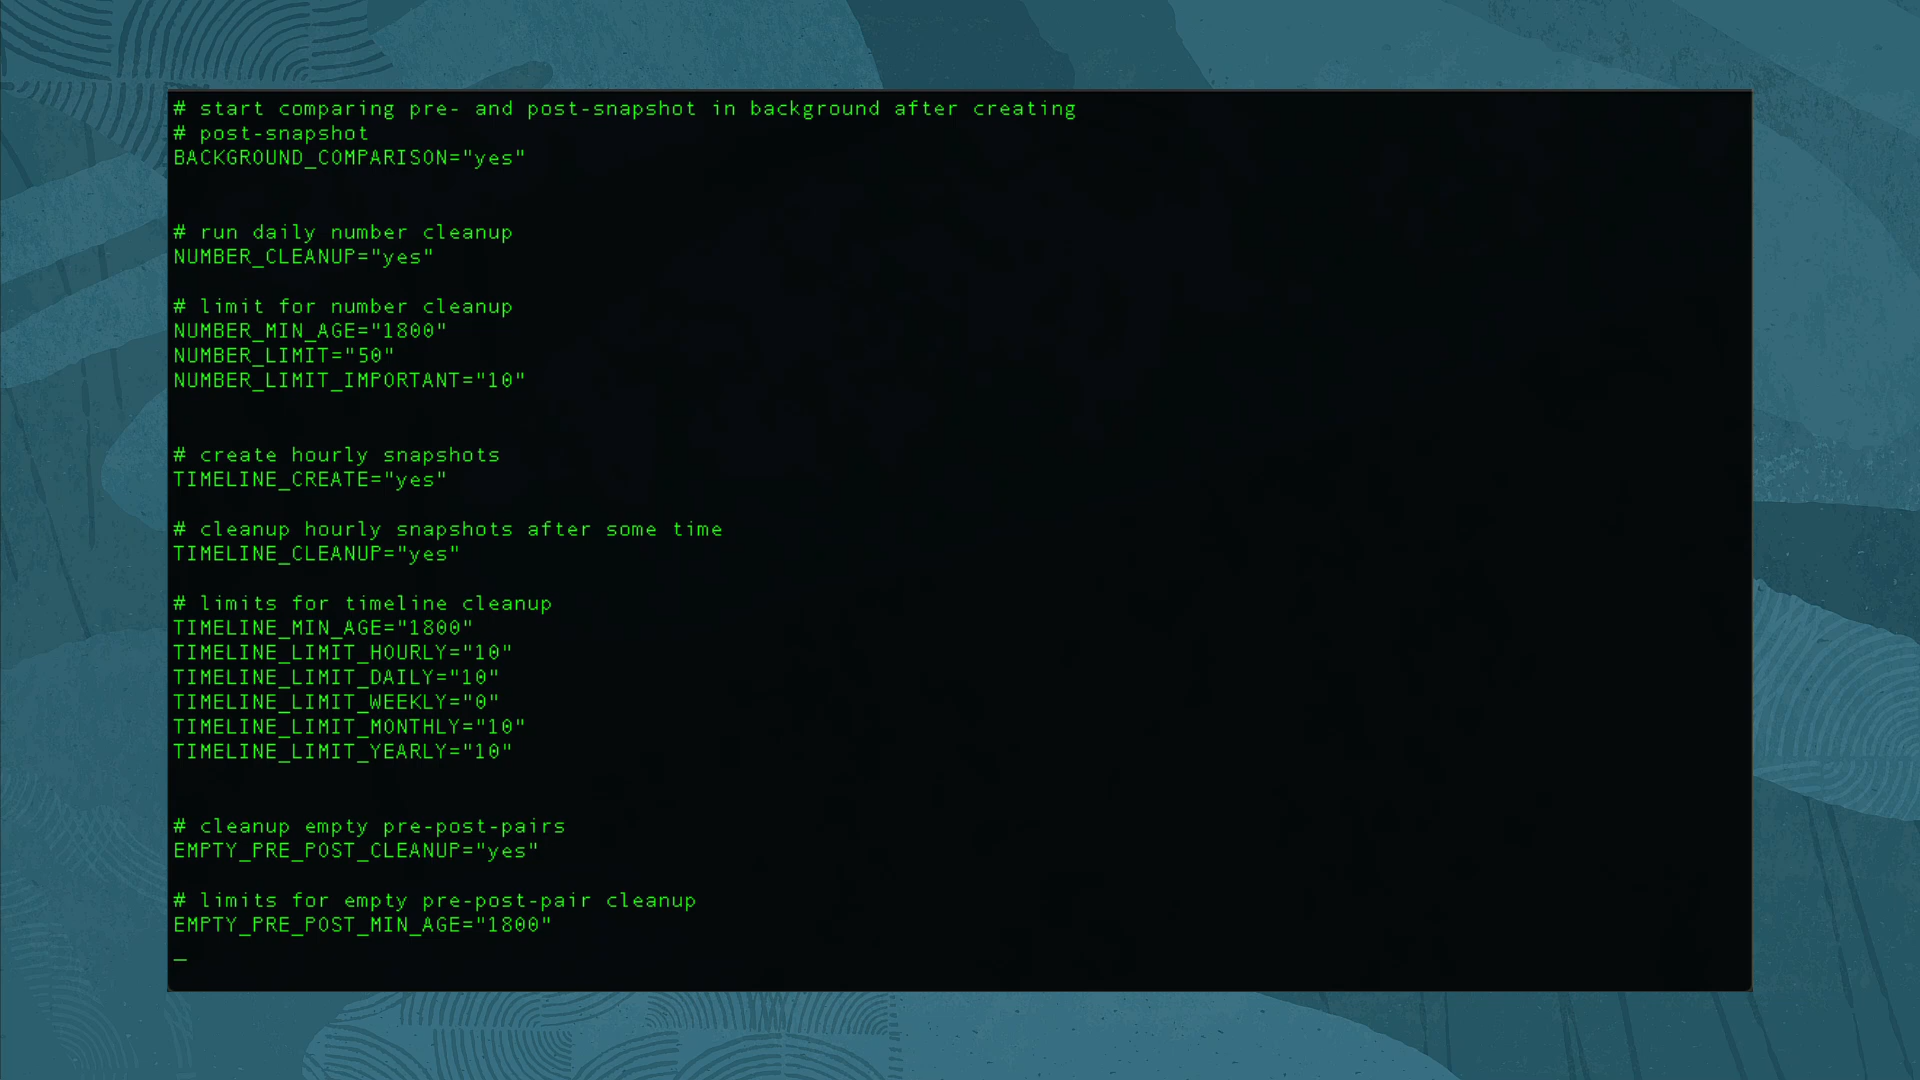 # start comparing pre- and post-snapshot in background after creating
# post-snapshot
BACKGROUND_COMPARISON="yes"
# run daily number cleanup
NUMBER_CLEANUP="yes"
# limit for number cleanup
NUMBER_MIN_AGE="1800"
NUMBER_LIMIT="50"
NUMBER_LIMIT_IMPORTANT="10"
# create hourly snapshots
TIMELINE_CREATE="yes"
# cleanup hourly snapshots after some time
TIMELINE_CLEANUP="yes"
# limits for timeline cleanup
TIMELINE_MIN_AGE="1800"
TIMELINE_LIMIT_HOURLY="10"
TIMELINE_LIMIT_DAILY="10"
TIMELINE_LIMIT_WEEKLY="0"
TIMELINE_LIMIT_MONTHLY="10"
TIMELINE_LIMIT_YEARLY="10"
# cleanup empty pre-post-pairs
EMPTY_PRE_POST_CLEANUP="yes"
# limits for empty pre-post-pair cleanup
EMPTY_PRE_POST_MIN_AGE="1800"